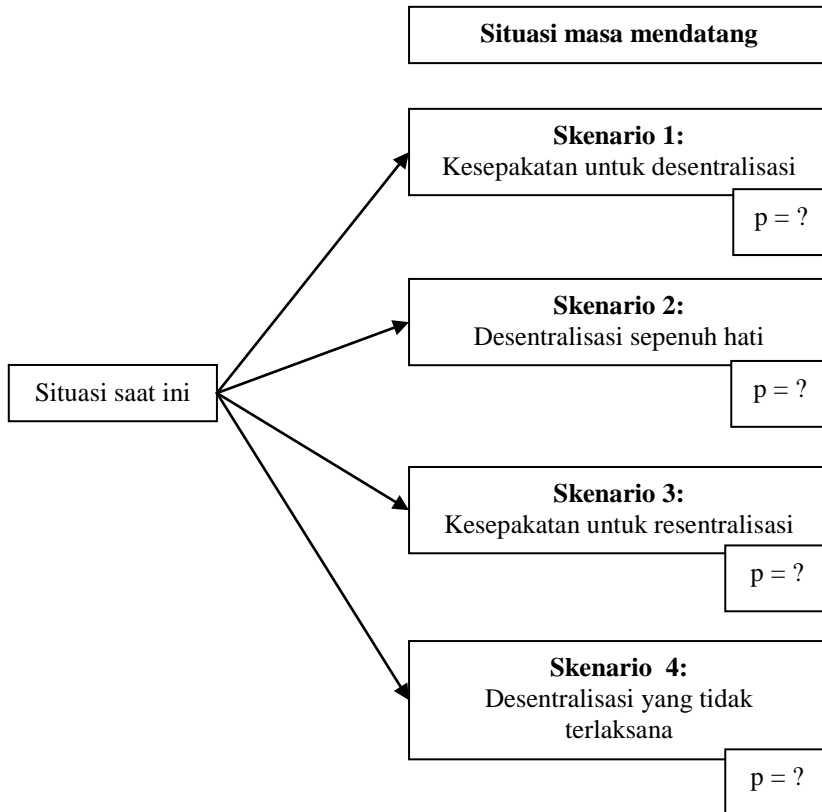 Situasi masa mendatang
Skenario 1:
Kesepakatan untuk desentralisasi
p = ?
Skenario 2:
Desentralisasi sepenuh hati
p = ?
Situasi saat ini
Skenario 3:
Kesepakatan untuk resentralisasi
p = ?
Skenario 4:
Desentralisasi yang tidak
terlaksana
p = ?